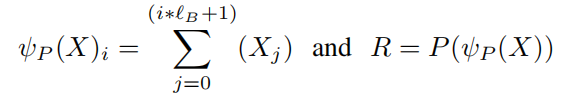 ψ_P(X)_i = \sum_{j=0}^{(i*ℓ_B+1)} (X_j) and R = P(ψ_P(X))